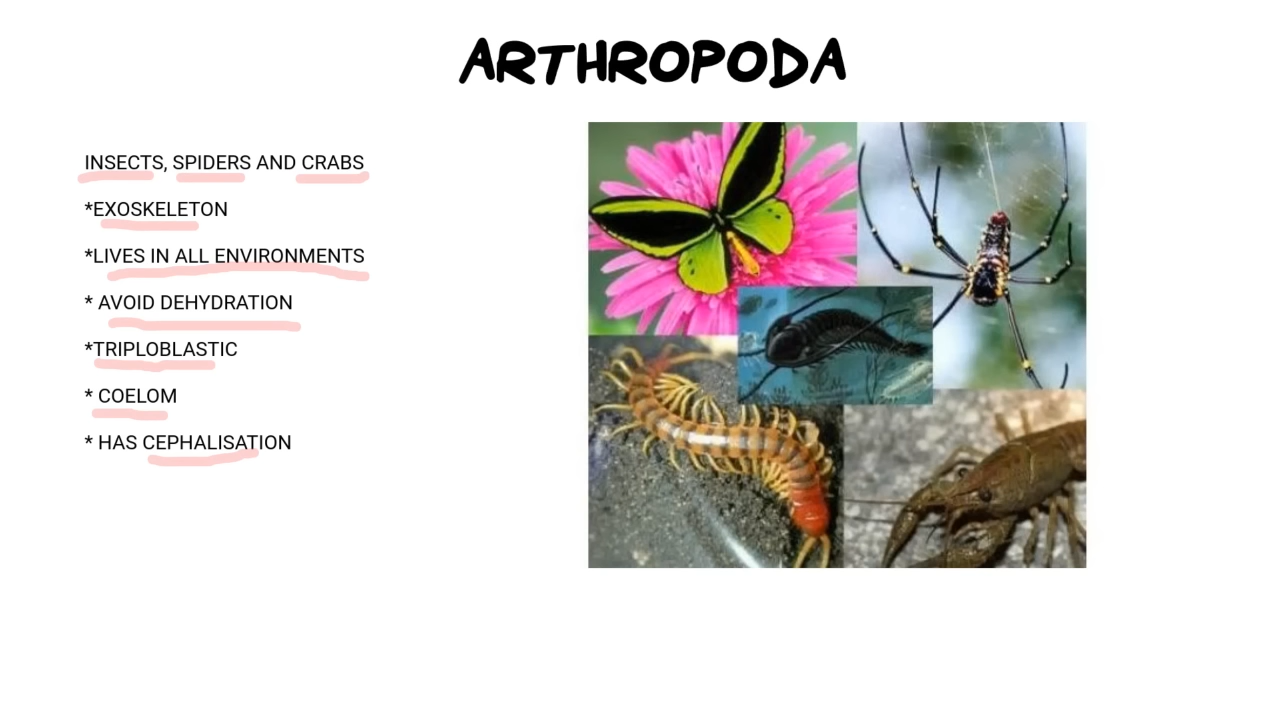 ARTHROPODA
INSECTS, SPIDERS AND CRABS
*EXOSKELETON
*LIVES IN ALL ENVIRONMENTS
* AVOID DEHYDRATION
*TRIPLOBLASTIC
* COELOM
* HAS CEPHALISATION